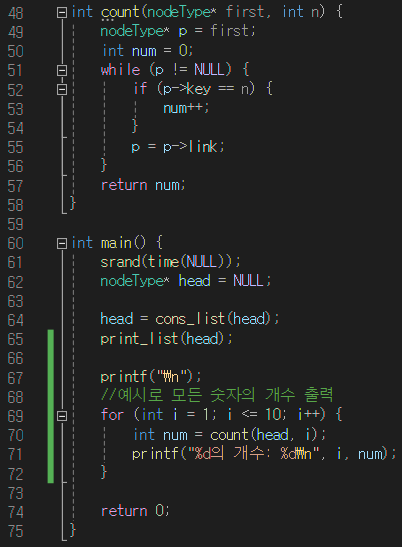 48 int count(nodeType* first, int n) {
49 nodeType* p = first;
50 int num = 0;
51 while (p != NULL) {
52 if (p->key == n) {
53 num++;
54 }
55 p = p->link;
56 }
57 return num;
58 }
59
60 int main() {
61 srand(time(NULL));
62 nodeType* head = NULL;
63
64 head = cons_list(head);
65 print_list(head);
66
67 printf("₩n");
68 //예시로 모든 숫자의 개수 출력
69 for (int i = 1; i <= 10; i++) {
70 int num = count(head, i);
71 printf("%d의 개수: %d₩n", i, num);
72 }
73
74 return 0;
75 }